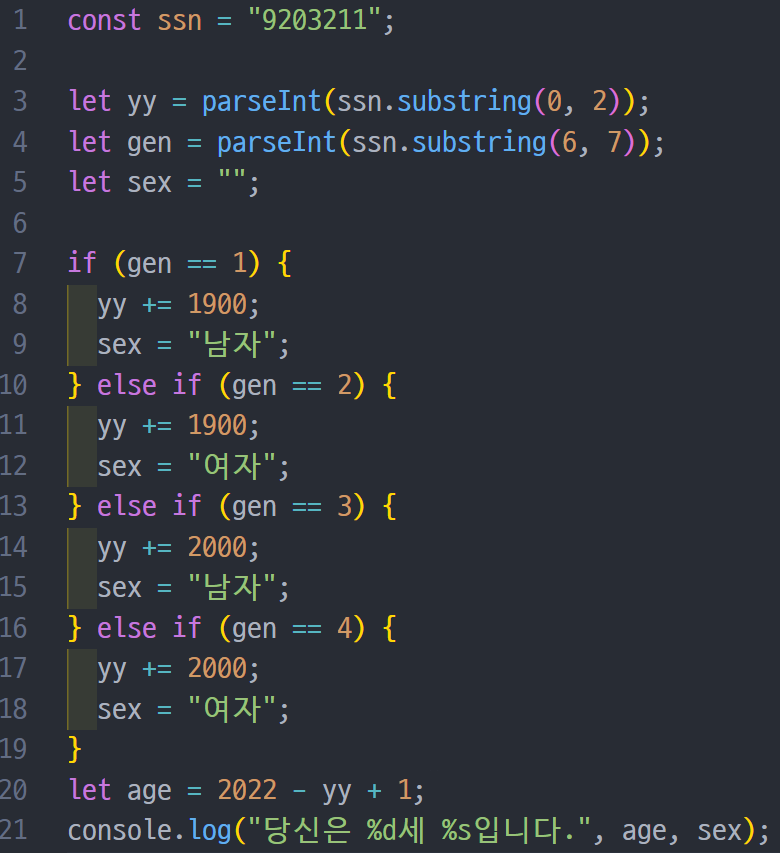 1 const ssn = "9203211";
2
3 let yy = parseInt(ssn.substring(0, 2));
4 let gen = parseInt(ssn.substring(6, 7));
5 let sex = "";
6
7 if (gen == 1) {
8   yy += 1900;
9   sex = "남자";
10 } else if (gen == 2) {
11   yy += 1900;
12   sex = "여자";
13 } else if (gen == 3) {
14   yy += 2000;
15   sex = "남자";
16 } else if (gen == 4) {
17   yy += 2000;
18   sex = "여자";
19 }
20 let age = 2022 - yy + 1;
21 console.log("당신은 %d세 %s입니다.", age, sex);